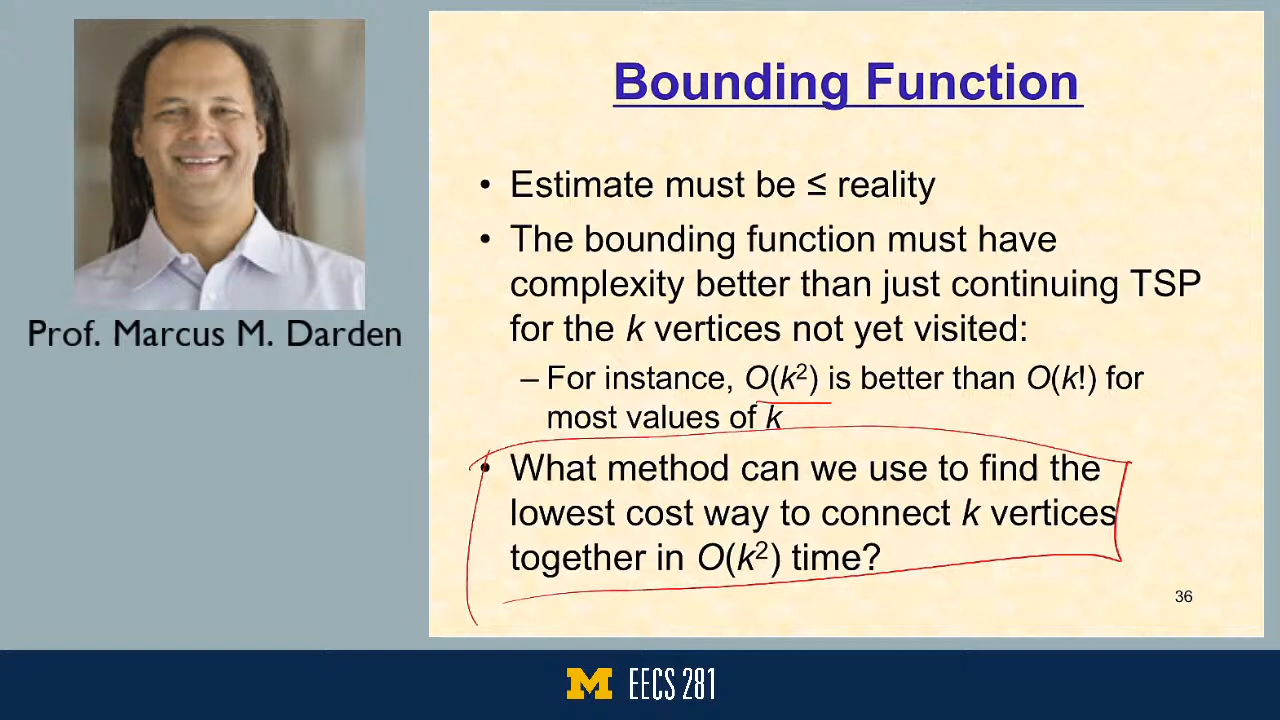 Prof. Marcus M. Darden
Bounding Function
• Estimate must be ≤ reality
• The bounding function must have
complexity better than just continuing TSP
for the k vertices not yet visited:
– For instance, O(k²) is better than O(k!) for
most values of k
• What method can we use to find the
lowest cost way to connect k vertices
together in O(k²) time?
36
M EECS 281